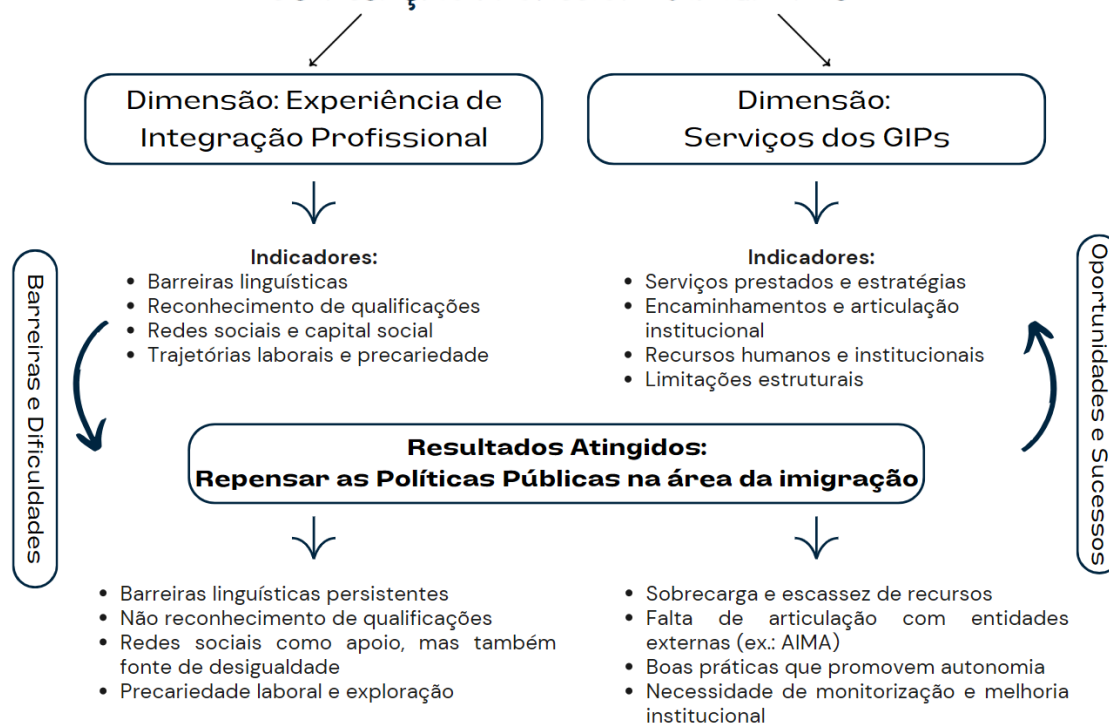 Dimensão: Experiência de
Integração Profissional
Dimensão:
Serviços dos GIPs
Barreiras e Dificuldades
Indicadores:
• Barreiras linguísticas
• Reconhecimento de qualificações
• Redes sociais e capital social
• Trajetórias laborais e precariedade
Indicadores:
• Serviços prestados e estratégias
• Encaminhamentos e articulação
institucional
• Recursos humanos e institucionais
• Limitações estruturais
Oportunidades e Sucessos
Resultados Atingidos:
Repensar as Políticas Públicas na área da imigração
• Barreiras linguísticas persistentes
• Não reconhecimento de qualificações
• Redes sociais como apoio, mas também
fonte de desigualdade
• Precariedade laboral e exploração
• Sobrecarga e escassez de recursos
• Falta de articulação com entidades
externas (ex.: AIMA)
• Boas práticas que promovem autonomia
• Necessidade de monitorização e melhoria
institucional